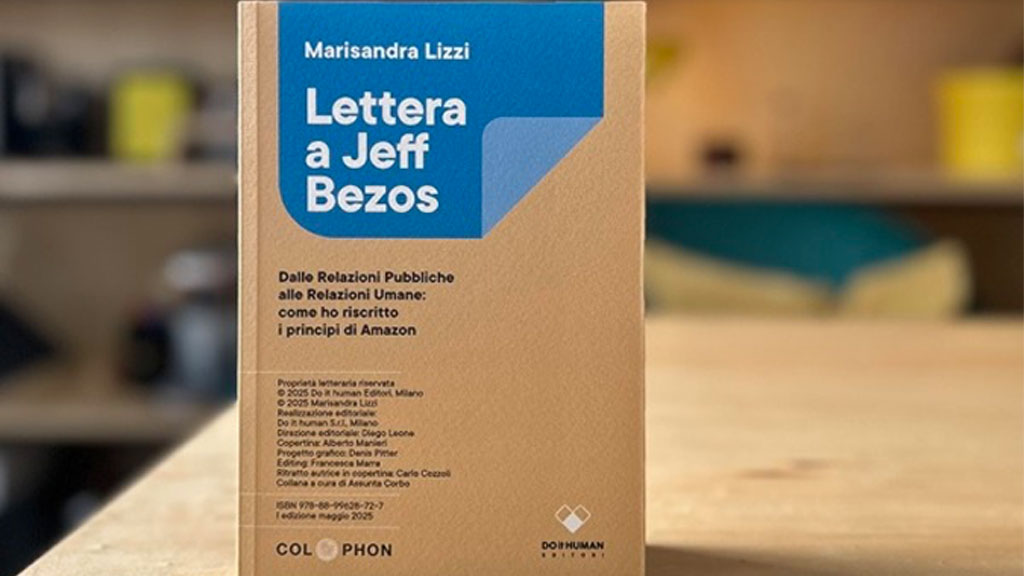 Marisandra Lizzi
Lettera
a Jeff
Bezos
Dalle Relazioni Pubbliche
alle Relazioni Umane:
come ho riscritto
i principi di Amazon
Proprietà letteraria riservata
© 2025 Do it human Editori, Milano
© 2025 Marisandra Lizzi
Realizzazione editoriale:
Do it human S.r.l., Milano
Direzione editoriale: Diego Leone
Copertina: Alberto Manieri
Progetto grafico: Denis Pitter
Editing: Francesca Marra
Ritratto autrice in copertina: Carlo Cozzoli
Collana a cura di Assunta Corbo
ISBN 978-88-99628-72-7
I edizione maggio 2025
COLOPHON
DO it HUMAN
EDITORI